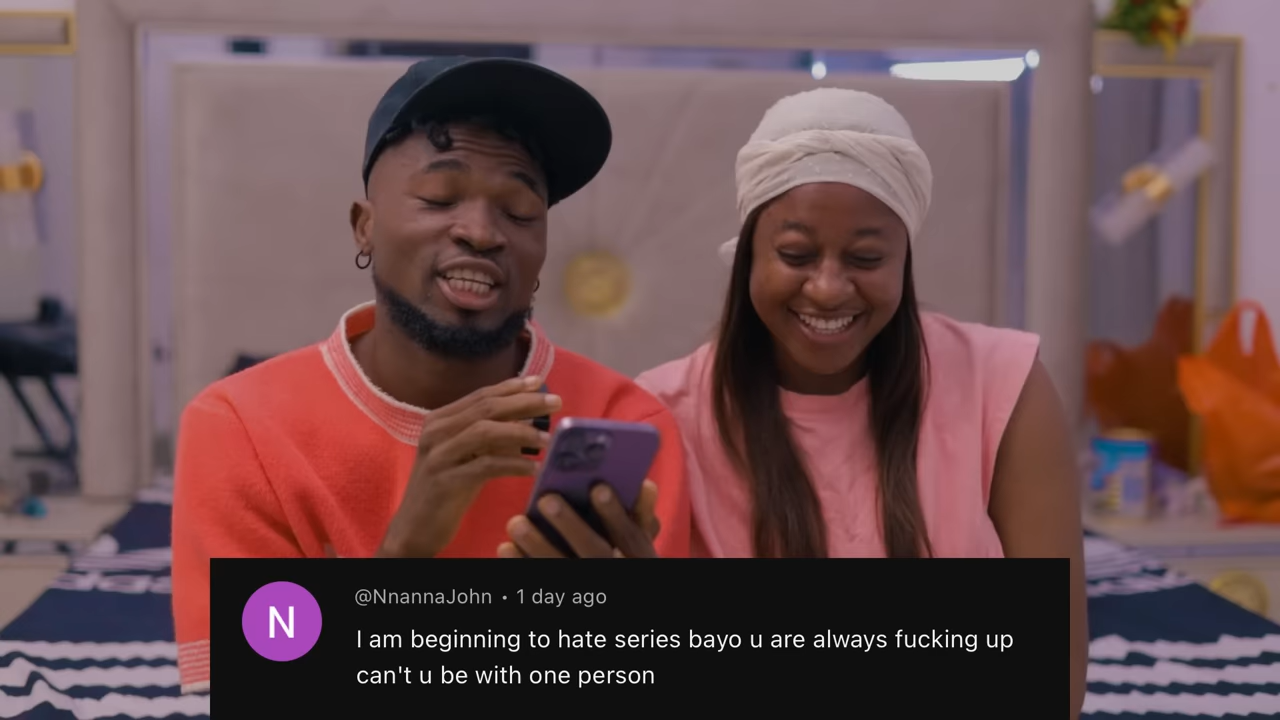 N
@NnannaJohn • 1 day ago
I am beginning to hate series bayo u are always fucking up
can't u be with one person